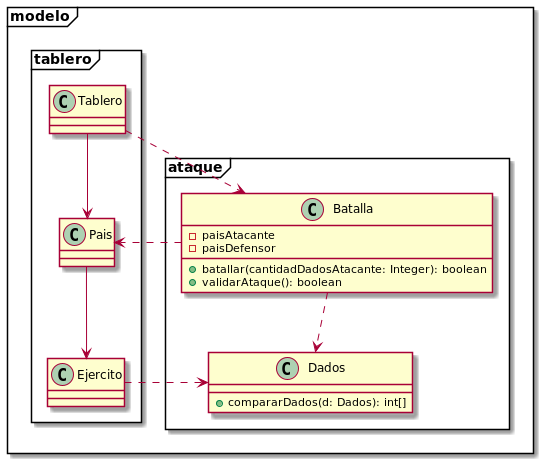 modelo
tablero
C Tablero
ataque
C Batalla
paisAtacante
paisDefensor
batallar(cantidadDadosAtacante: Integer): boolean
validarAtaque(): boolean
C Pais
C Ejercito
C Dados
compararDados(d: Dados): int[]